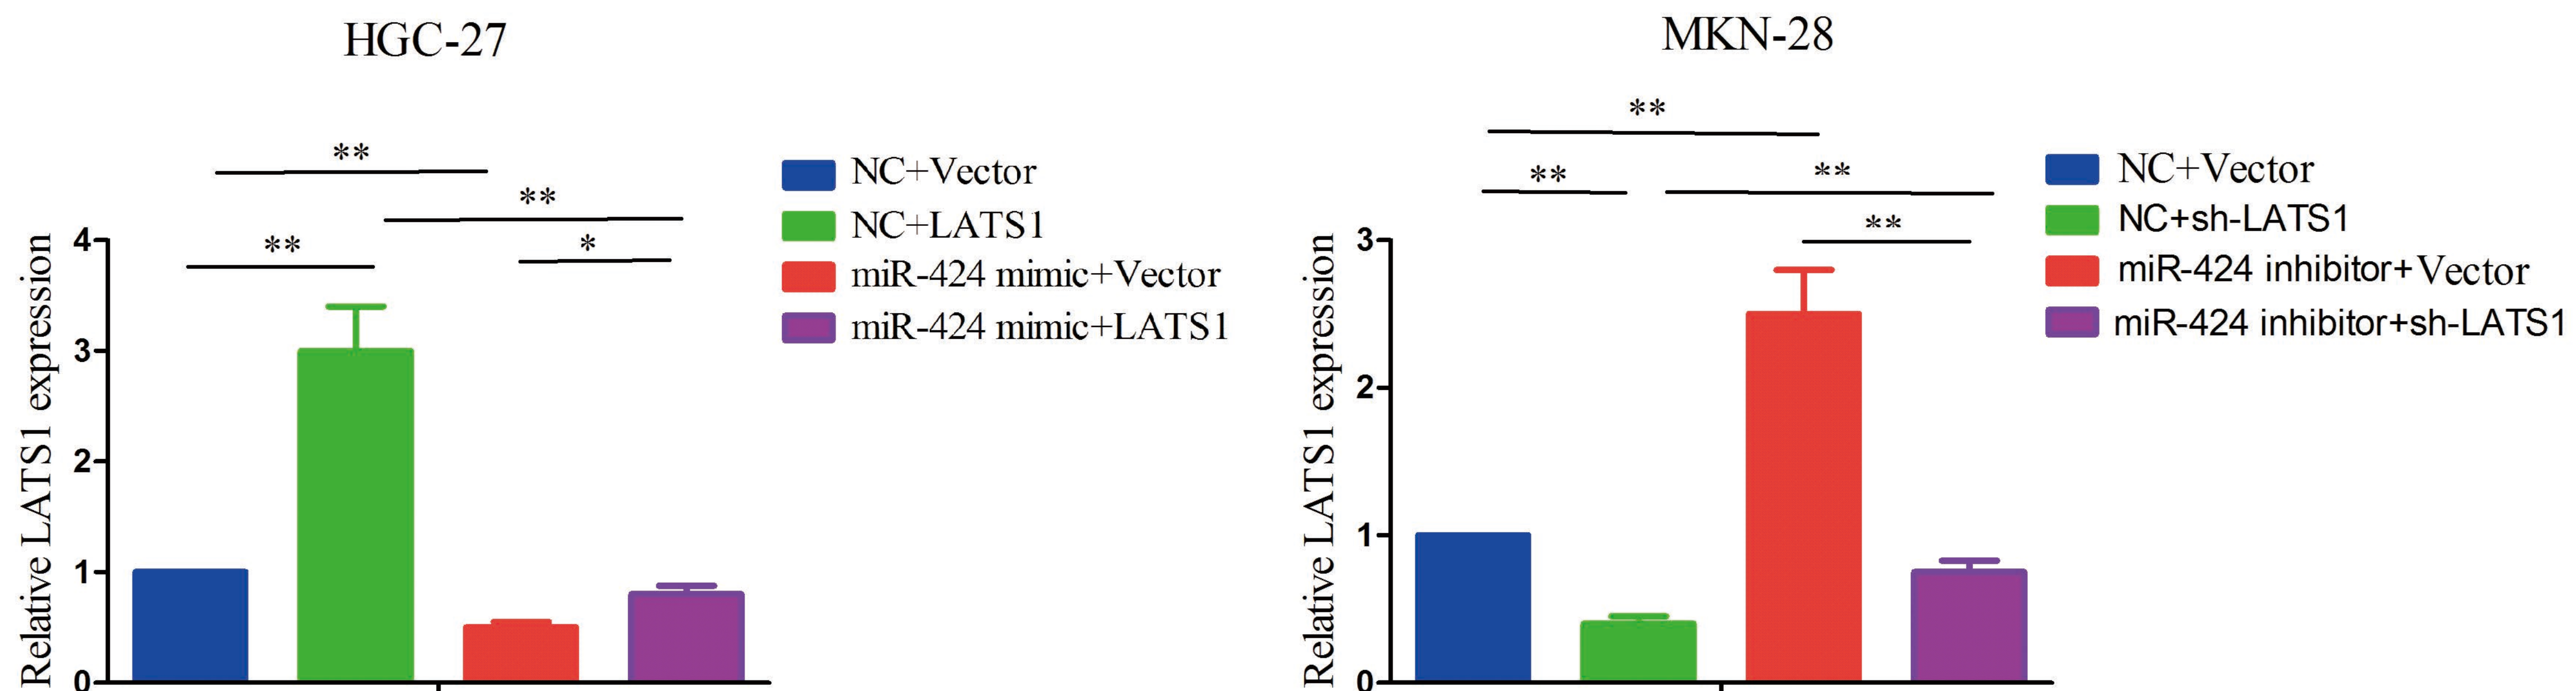 HGC-27
**
**
**
*
4
3
2
1
0
Relative LATS1 expression
NC+Vector
NC+LATS1
miR-424 mimic+Vector
miR-424 mimic+LATS1
MKN-28
**
**
**
**
3
2
1
0
Relative LATS1 expression
NC+Vector
NC+sh-LATS1
miR-424 inhibitor+Vector
miR-424 inhibitor+sh-LATS1